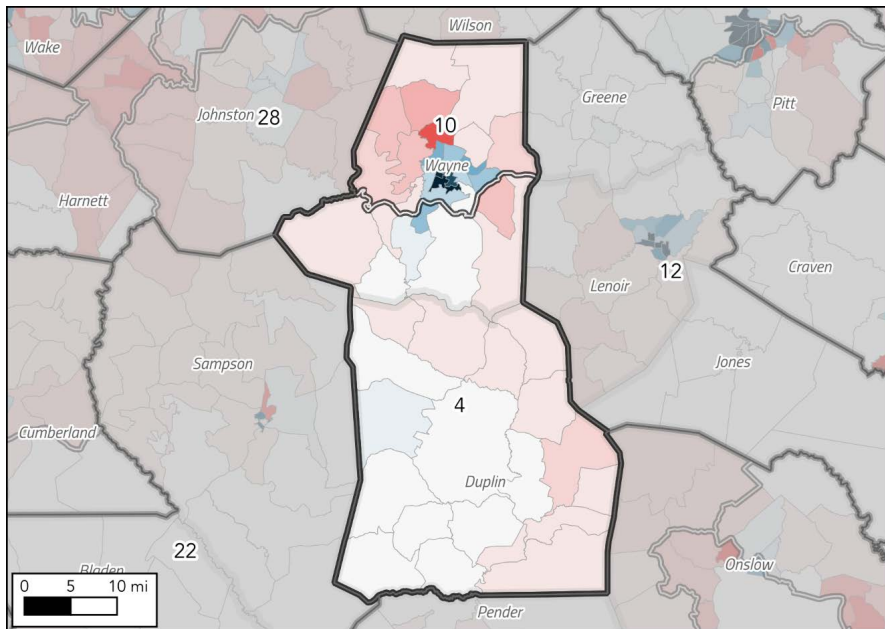 Wilson
Wake
Greene
Johnston
28
Pitt
10
Wayne
Harnett
Craven
12
Lenoir
Sampson
Jones
4
Cumberland
Duplin
22
Bladen
Onslow
0 5 10 mi
Pender